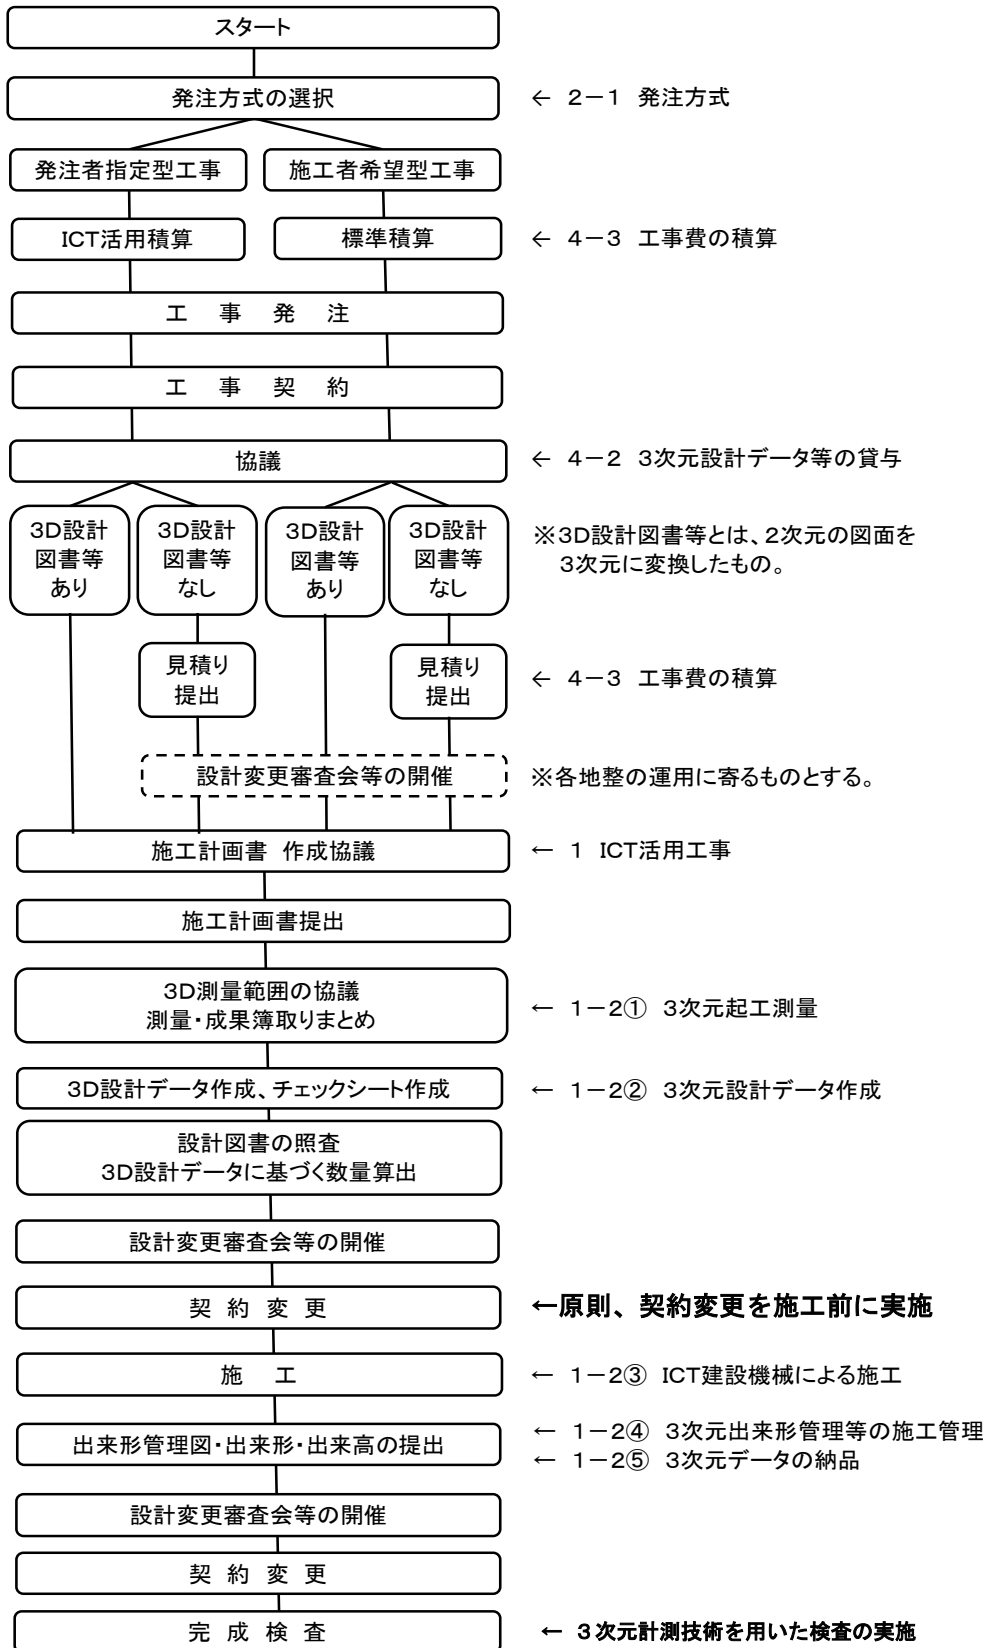 スタート
発注方式の選択
← 2－1 発注方式
発注者指定型工事
施工者希望型工事
ICT活用積算
標準積算
← 4－3 工事費の積算
工 事 発 注
工 事 契 約
協議
← 4－2 3次元設計データ等の貸与
3D設計
図書等
あり
3D設計
図書等
なし
3D設計
図書等
あり
3D設計
図書等
なし
※3D設計図書等とは、2次元の図面を
3次元に変換したもの。
見積り
提出
見積り
提出
← 4－3 工事費の積算
設計変更審査会等の開催
※各地整の運用に寄るものとする。
施工計画書 作成協議
← 1 ICT活用工事
施工計画書提出
3D測量範囲の協議
測量・成果簿取りまとめ
← 1－2① 3次元起工測量
3D設計データ作成、チェックシート作成
← 1－2② 3次元設計データ作成
設計図書の照査
3D設計データに基づく数量算出
設計変更審査会等の開催
契 約 変 更
←原則、契約変更を施工前に実施
施 工
← 1－2③ ICT建設機械による施工
出来形管理図・出来形・出来高の提出
← 1－2④ 3次元出来形管理等の施工管理
← 1－2⑤ 3次元データの納品
設計変更審査会等の開催
契 約 変 更
完 成 検 査
← 3次元計測技術を用いた検査の実施